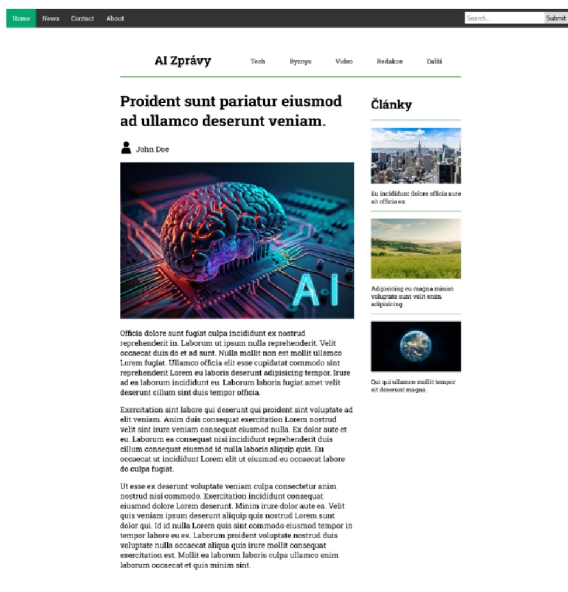 Home News Contact About Search.. Submit
AI Zprávy Tech Byznys Video Redakce Další
Proident sunt pariatur eiusmod
ad ullamco deserunt veniam.
John Doe
AI
Officia dolore sunt fugiat culpa incididunt ex nostrud
reprehenderit in. Laborum ut ipsum nulla reprehenderit. Velit
occaecat duis do et ad sunt. Nulla mollit non est mollit ullamco
Lorem fugiat. Ullamco officia elit esse cupidatat commodo sint
reprehenderit Lorem eu laboris deserunt adipisicing tempor. Irure
ad ea laborum incididunt eu. Laborum laboris fugiat amet velit
deserunt cillum sint duis tempor officia.
Exercitation sint labore qui deserunt qui proident sint voluptate ad
elit veniam. Anim duis consequat exercitation Lorem nostrud
velit sint irure veniam consequat eiusmod nulla. Ex dolor aute et
eu. Laborum ea consequat nisi incididunt reprehenderit duis
cillum consequat eiusmod id nulla laboris aliquip quis. Eu
occaecat ut incididunt Lorem elit ut eiusmod eu occaecat labore
do culpa fugiat.
Ut esse ex deserunt voluptate veniam culpa consectetur anim
nostrud nisi commodo. Exercitation incididunt consequat
eiusmod dolore Lorem deserunt. Minim irure dolor aute ea. Velit
quis veniam ipsum deserunt aliquip quis nostrud Lorem sunt
dolor qui. Id id nulla Lorem quis sint commodo eiusmod tempor in
tempor labore eu ex. Laborum proident voluptate nostrud duis
voluptate nulla occaecat aliqua quis irure mollit consequat
exercitation est. Mollit ea laborum laboris culpa ullamco enim
laborum occaecat et quis minim sint.
Články
Eu incididunt dolore officia aute
sit officia ex.
Adipisicing eu magna minim
voluptate sunt velit enim
adipisicing.
Qui qui ullamco mollit tempor
sit deserunt magna.